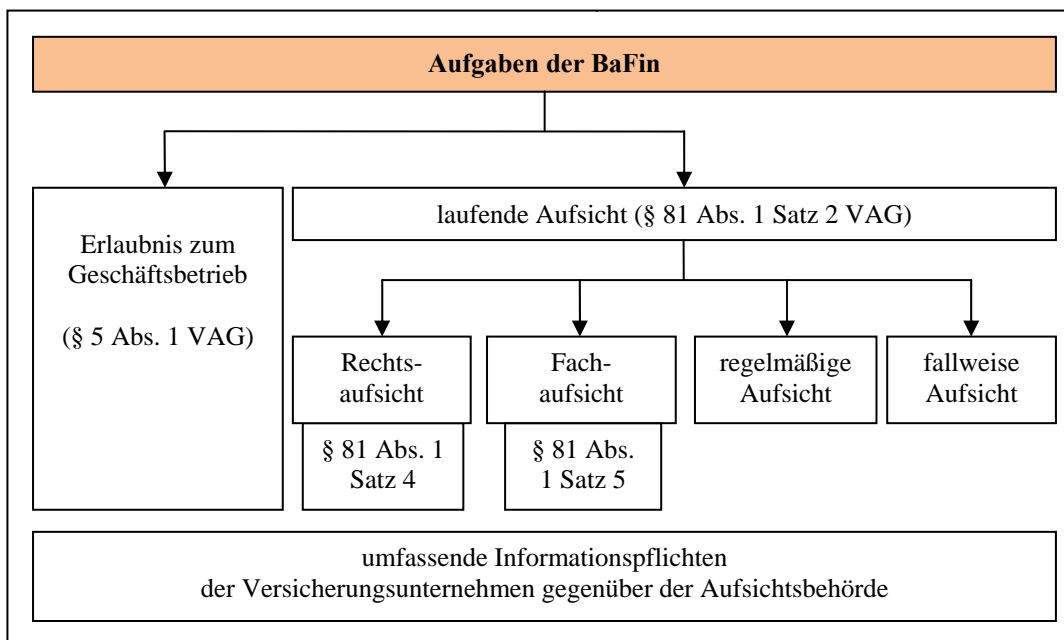 Aufgaben der BaFin
Erlaubnis zum
Geschäftsbetrieb
(§ 5 Abs. 1 VAG)
laufende Aufsicht (§ 81 Abs. 1 Satz 2 VAG)
Rechts-
aufsicht
§ 81 Abs. 1
Satz 4
Fach-
aufsicht
§ 81 Abs.
1 Satz 5
regelmäßige
Aufsicht
fallweise
Aufsicht
umfassende Informationspflichten
der Versicherungsunternehmen gegenüber der Aufsichtsbehörde